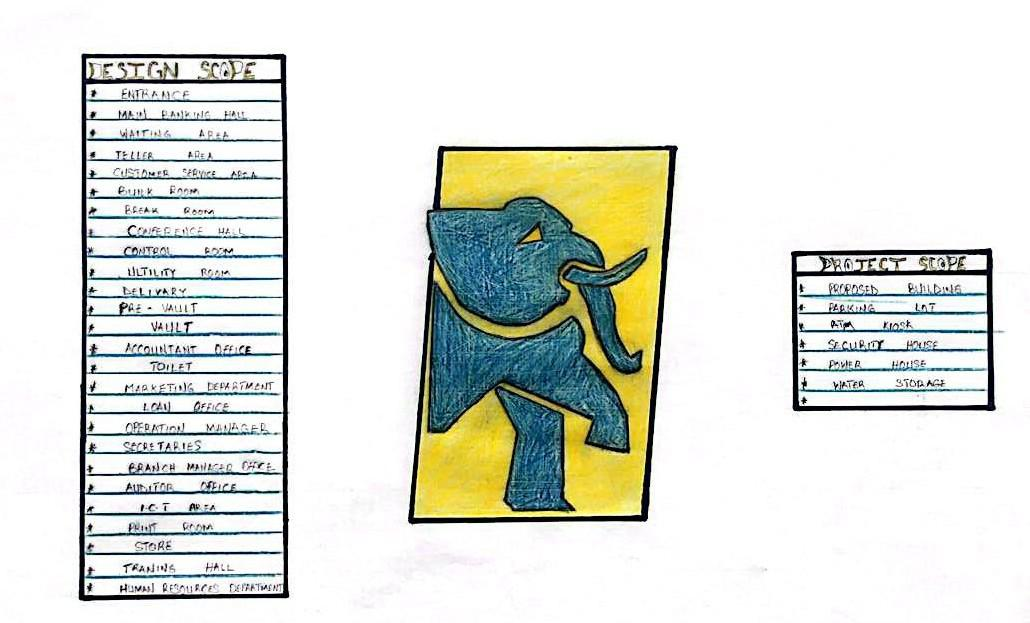 DESIGN SCOPE
* ENTRANCE
* MAIN BANKING HALL
* WAITING AREA
* TELLER AREA
* CUSTOMER SERVICE AREA
* BULK ROOM
* BREAK ROOM
* CONFERENCE HALL
* CONTROL ROOM
* ULTILITY ROOM
* DELIVARY
* PRE - VAULT
* VAULT
* ACCOUNTANT OFFICE
* TOILET
* MARKETING DEPARTMENT
* LOAN OFFICE
* OPERATION MANAGER
* SECRETARIES
* BRANCH MANAGER OFFICE
* AUDITOR OFFICE
* I.C.T AREA
* PRINT ROOM
* STORE
* TRANING HALL
* HUMAN RESOURCES DEPARTMENT
PROJECT SCOPE
* PROPOSED BUILDING
* PARKING LOT
* ATM KIOSK
* SECURITY HOUSE
* POWER HOUSE
* WATER STORAGE
*